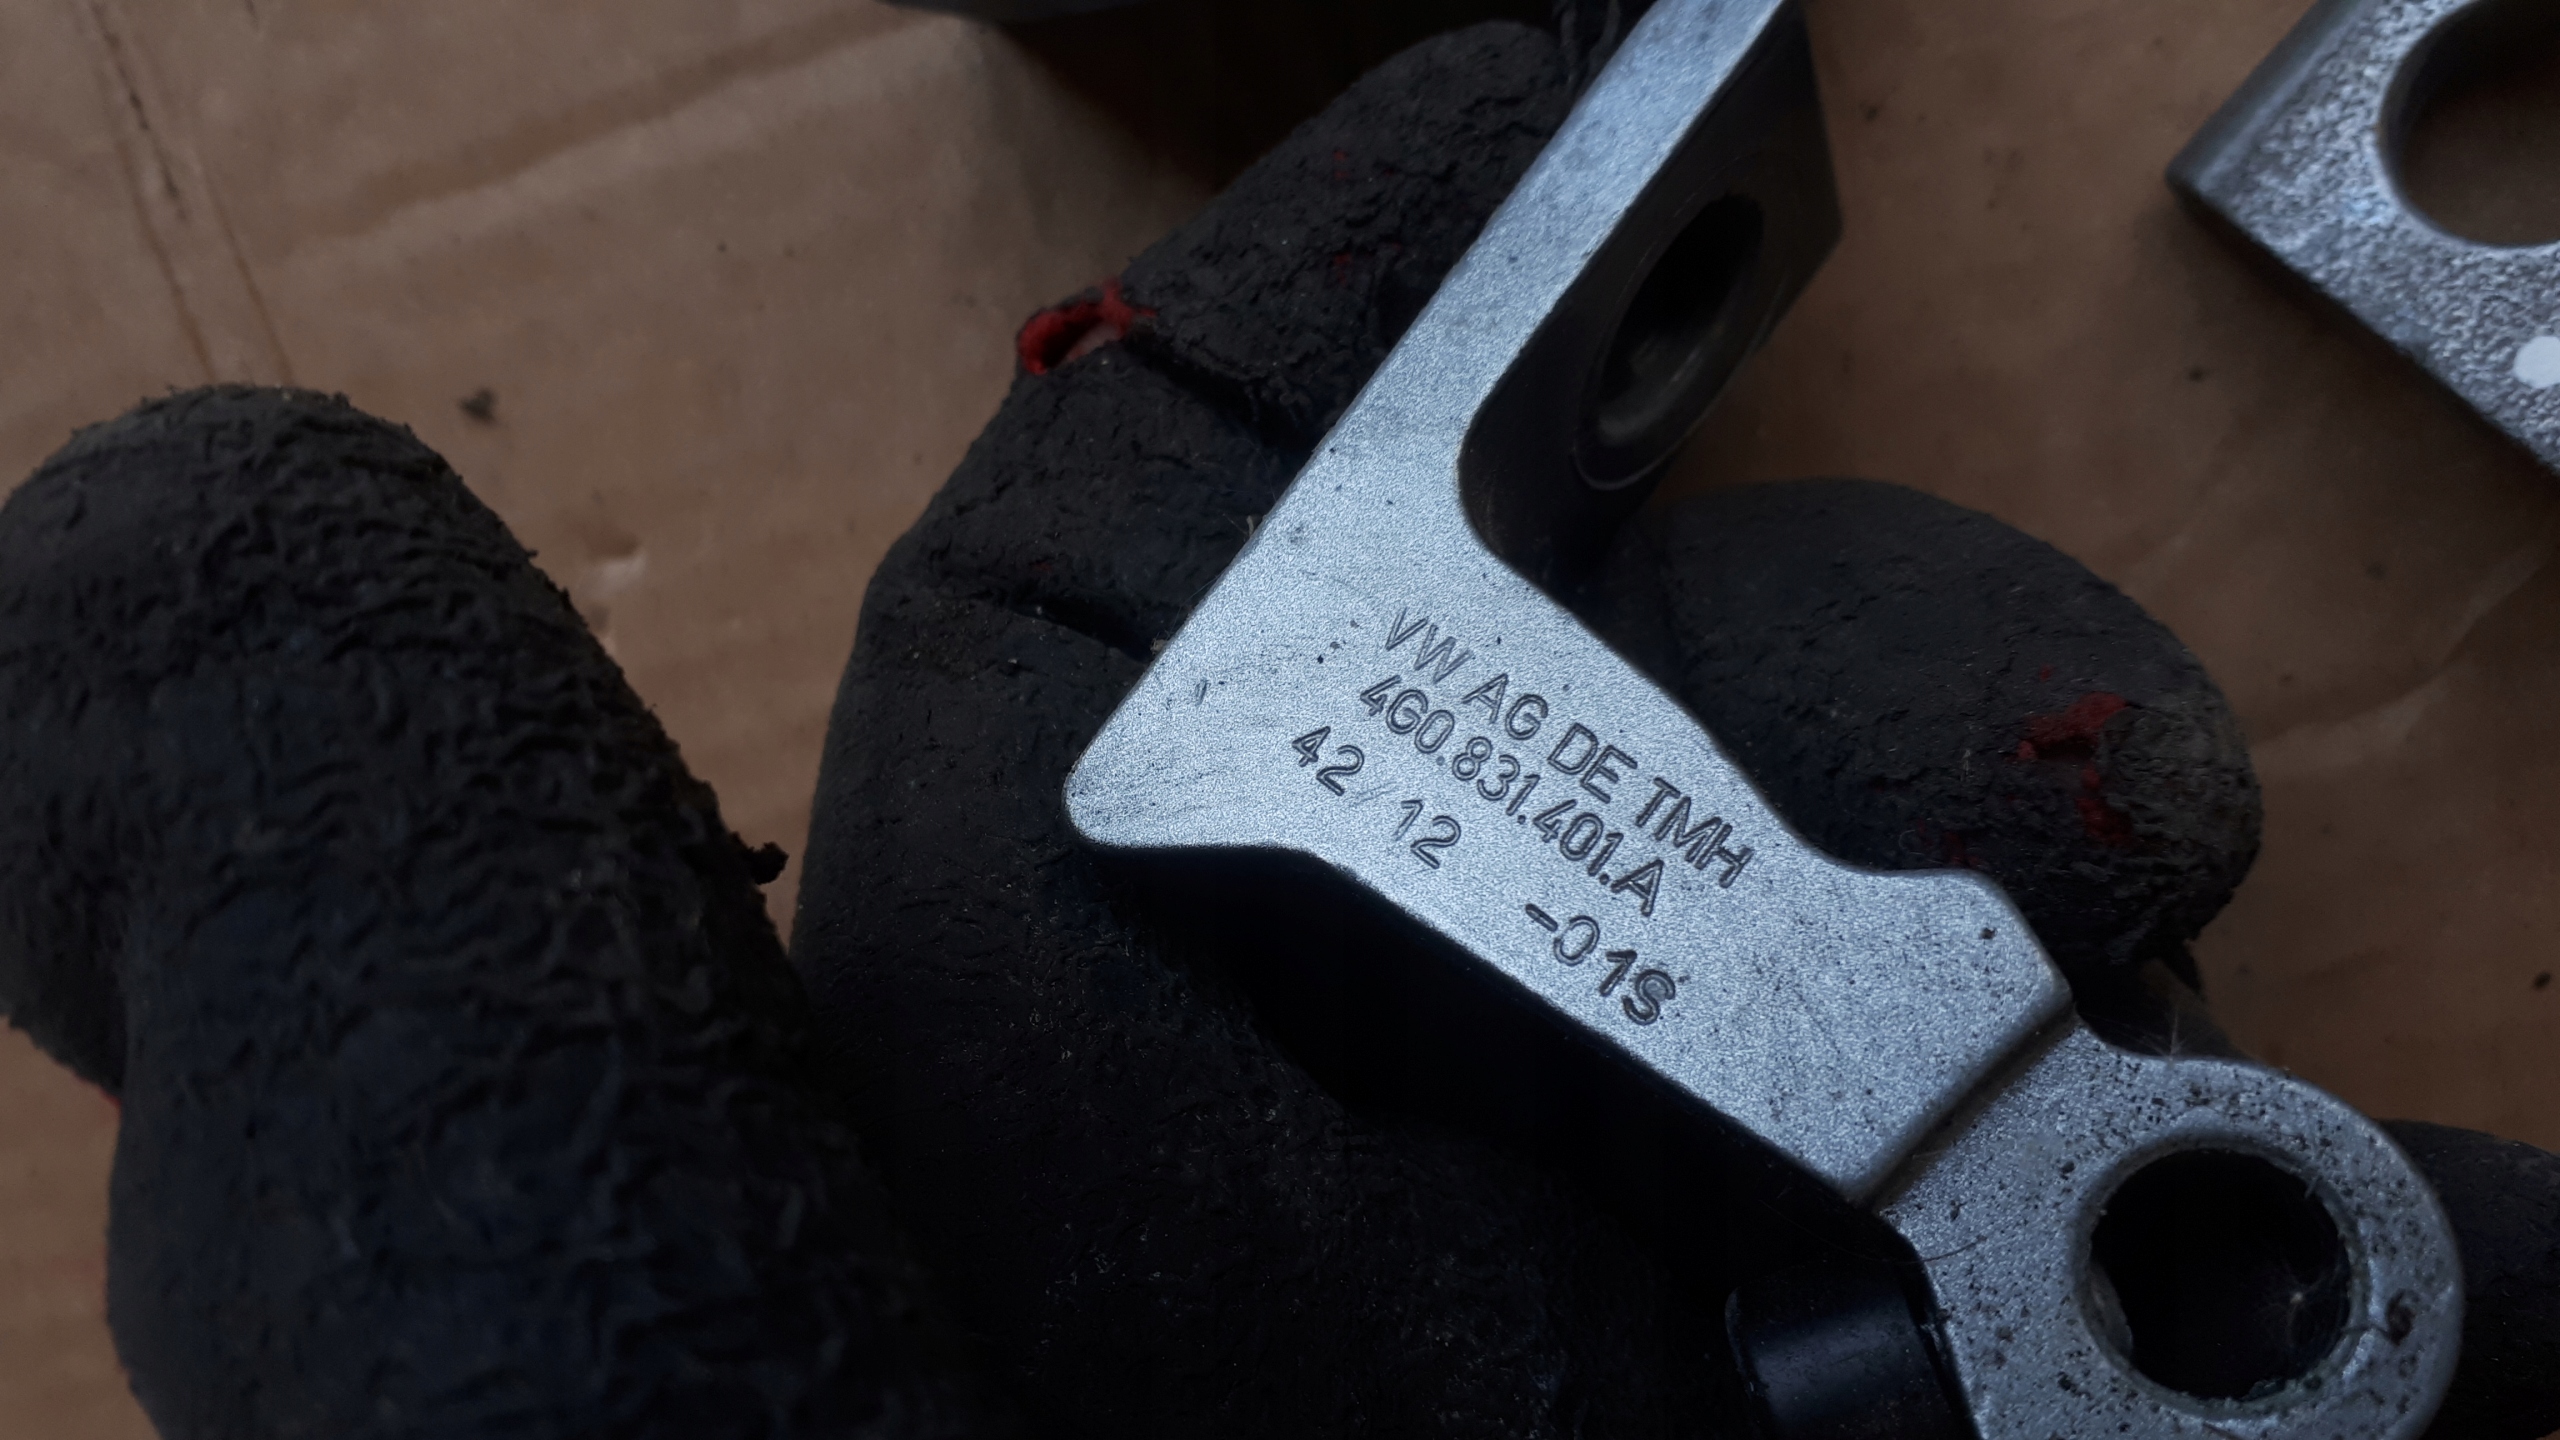 VW AG DE TMH
4G0.831.401.A
42/12 -01S